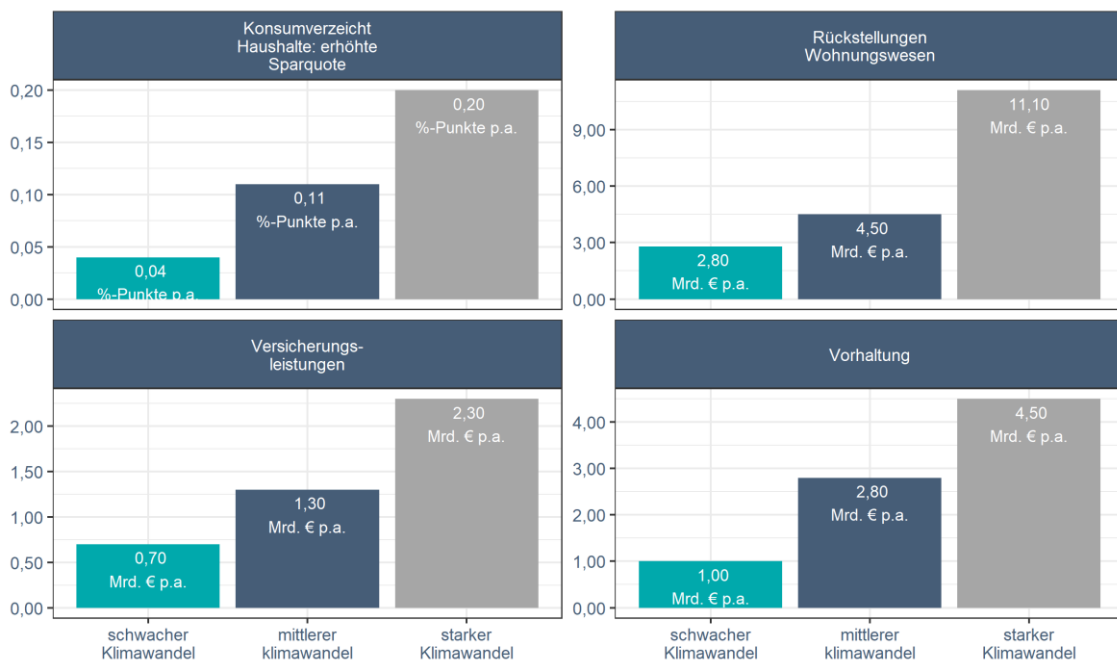 Konsumverzeicht
Haushalte: erhöhte
Sparquote
0,20
0,15
0,10
0,05
0,00
0,04
%-Punkte p.a.
0,11
%-Punkte p.a.
0,20
%-Punkte p.a.
Rückstellungen
Wohnungswesen
9,00
6,00
3,00
0,00
2,80
Mrd. € p.a.
4,50
Mrd. € p.a.
11,10
Mrd. € p.a.
Versicherungs-
leistungen
2,00
1,50
1,00
0,50
0,00
0,70
Mrd. € p.a.
1,30
Mrd. € p.a.
2,30
Mrd. € p.a.
schwacher
Klimawandel
mittlerer
klimawandel
starker
Klimawandel
Vorhaltung
4,00
3,00
2,00
1,00
0,00
1,00
Mrd. € p.a.
2,80
Mrd. € p.a.
4,50
Mrd. € p.a.
schwacher
Klimawandel
mittlerer
klimawandel
starker
Klimawandel